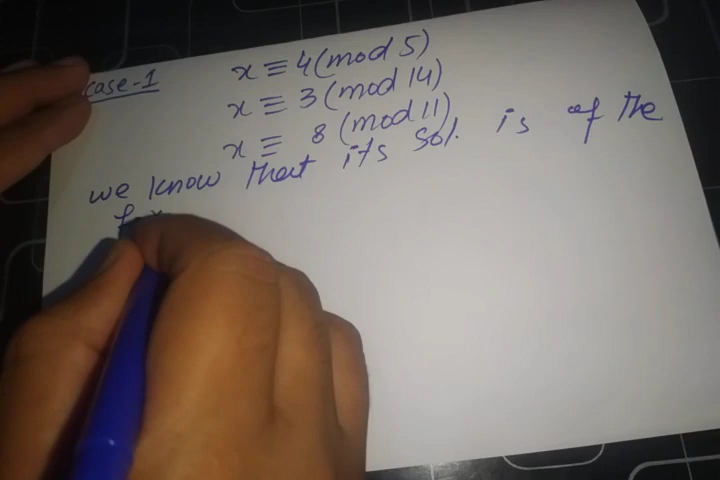 case-1
x ≡ 4 (mod 5)
x ≡ 3 (mod 14)
x ≡ 8 (mod 11)
we know that its sol. is of the